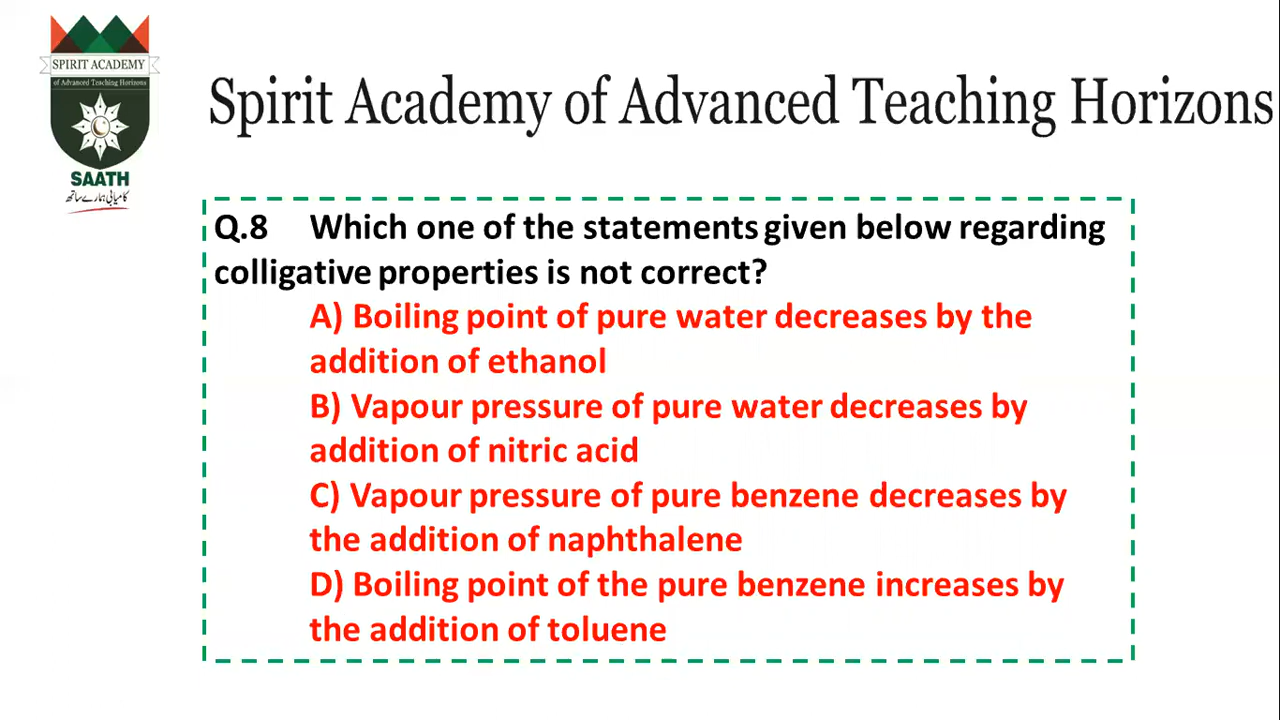 SPIRIT ACADEMY
of Advanced Teaching Horizons
SAATH
کامیابی ہمارے ساتھ
Spirit Academy of Advanced Teaching Horizons
Q.8 Which one of the statements given below regarding
colligative properties is not correct?
A) Boiling point of pure water decreases by the
addition of ethanol
B) Vapour pressure of pure water decreases by
addition of nitric acid
C) Vapour pressure of pure benzene decreases by
the addition of naphthalene
D) Boiling point of the pure benzene increases by
the addition of toluene